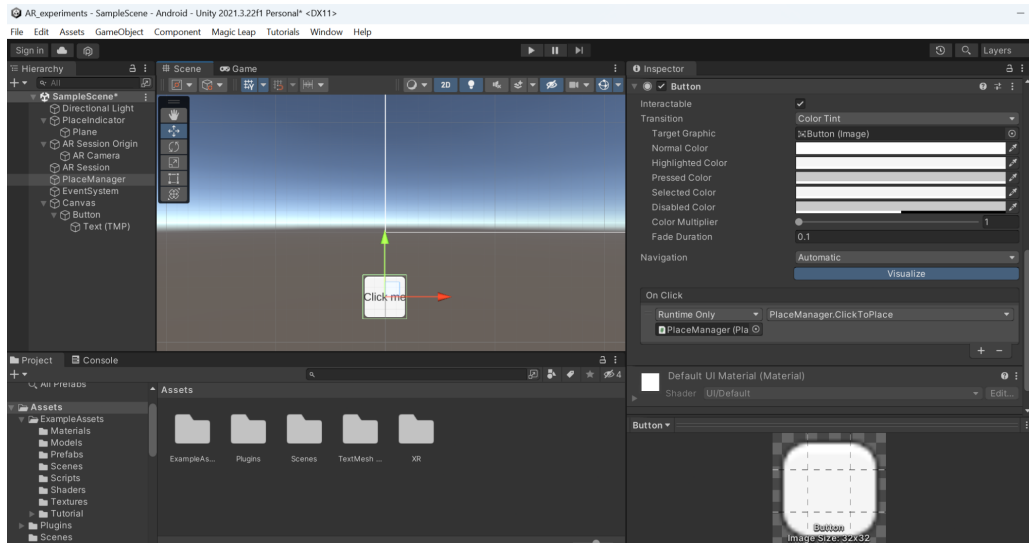 AR_experiments - SampleScene - Android - Unity 2021.3.22f1 Personal* <DX11>
File Edit Assets GameObject Component Magic Leap Tutorials Window Help
Sign in
Layers
Hierarchy
All
SampleScene*
Directional Light
PlaceIndicator
Plane
AR Session Origin
AR Camera
AR Session
PlaceManager
EventSystem
Canvas
Button
Text (TMP)
Scene Game
2D
Click me
Project Console
4
All Prefabs
Assets
ExampleAssets
Materials
Models
Prefabs
Scenes
Scripts
Shaders
Textures
Tutorial
Plugins
Scenes
Assets
ExampleAs... Plugins Scenes TextMesh ... XR
Inspector
Button
Interactable
Transition Color Tint
Target Graphic Button (Image)
Normal Color
Highlighted Color
Pressed Color
Selected Color
Disabled Color
Color Multiplier 1
Fade Duration 0.1
Navigation Automatic
Visualize
On Click
Runtime Only PlaceManager.ClickToPlace
PlaceManager (Pla
+ -
Default UI Material (Material)
Shader UI/Default Edit...
Button
Button
Image Size: 32x32